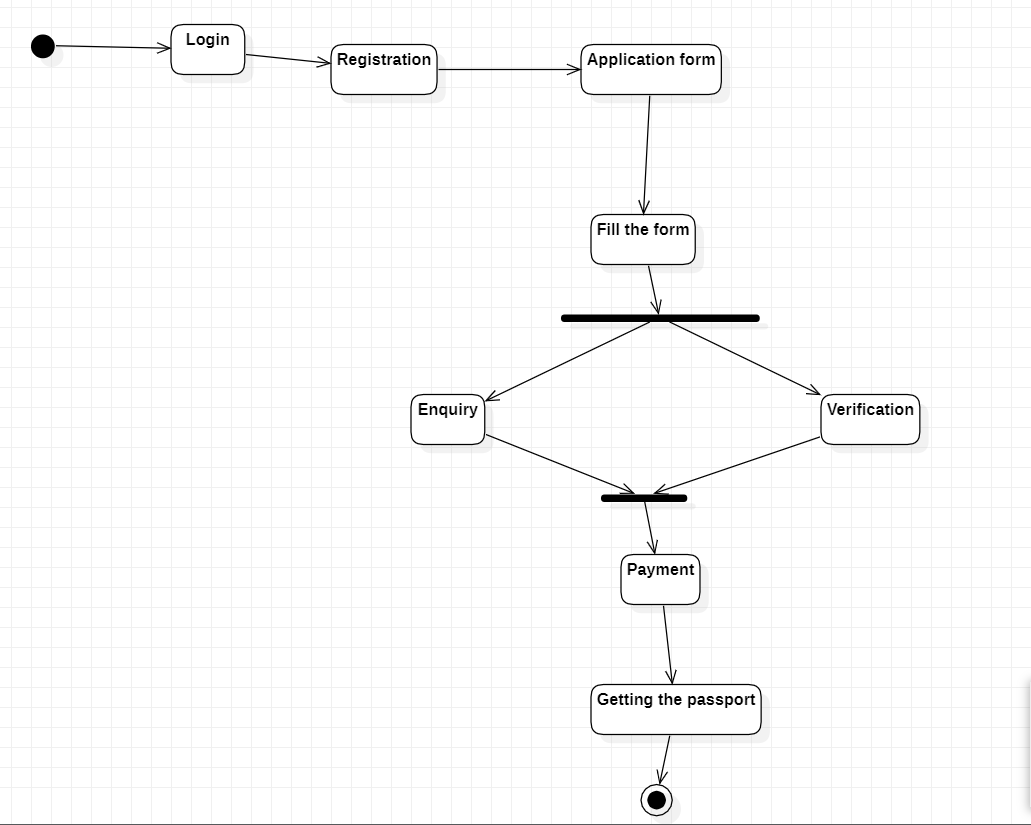 Login
Registration
Application form
Fill the form
Enquiry
Verification
Payment
Getting the passport